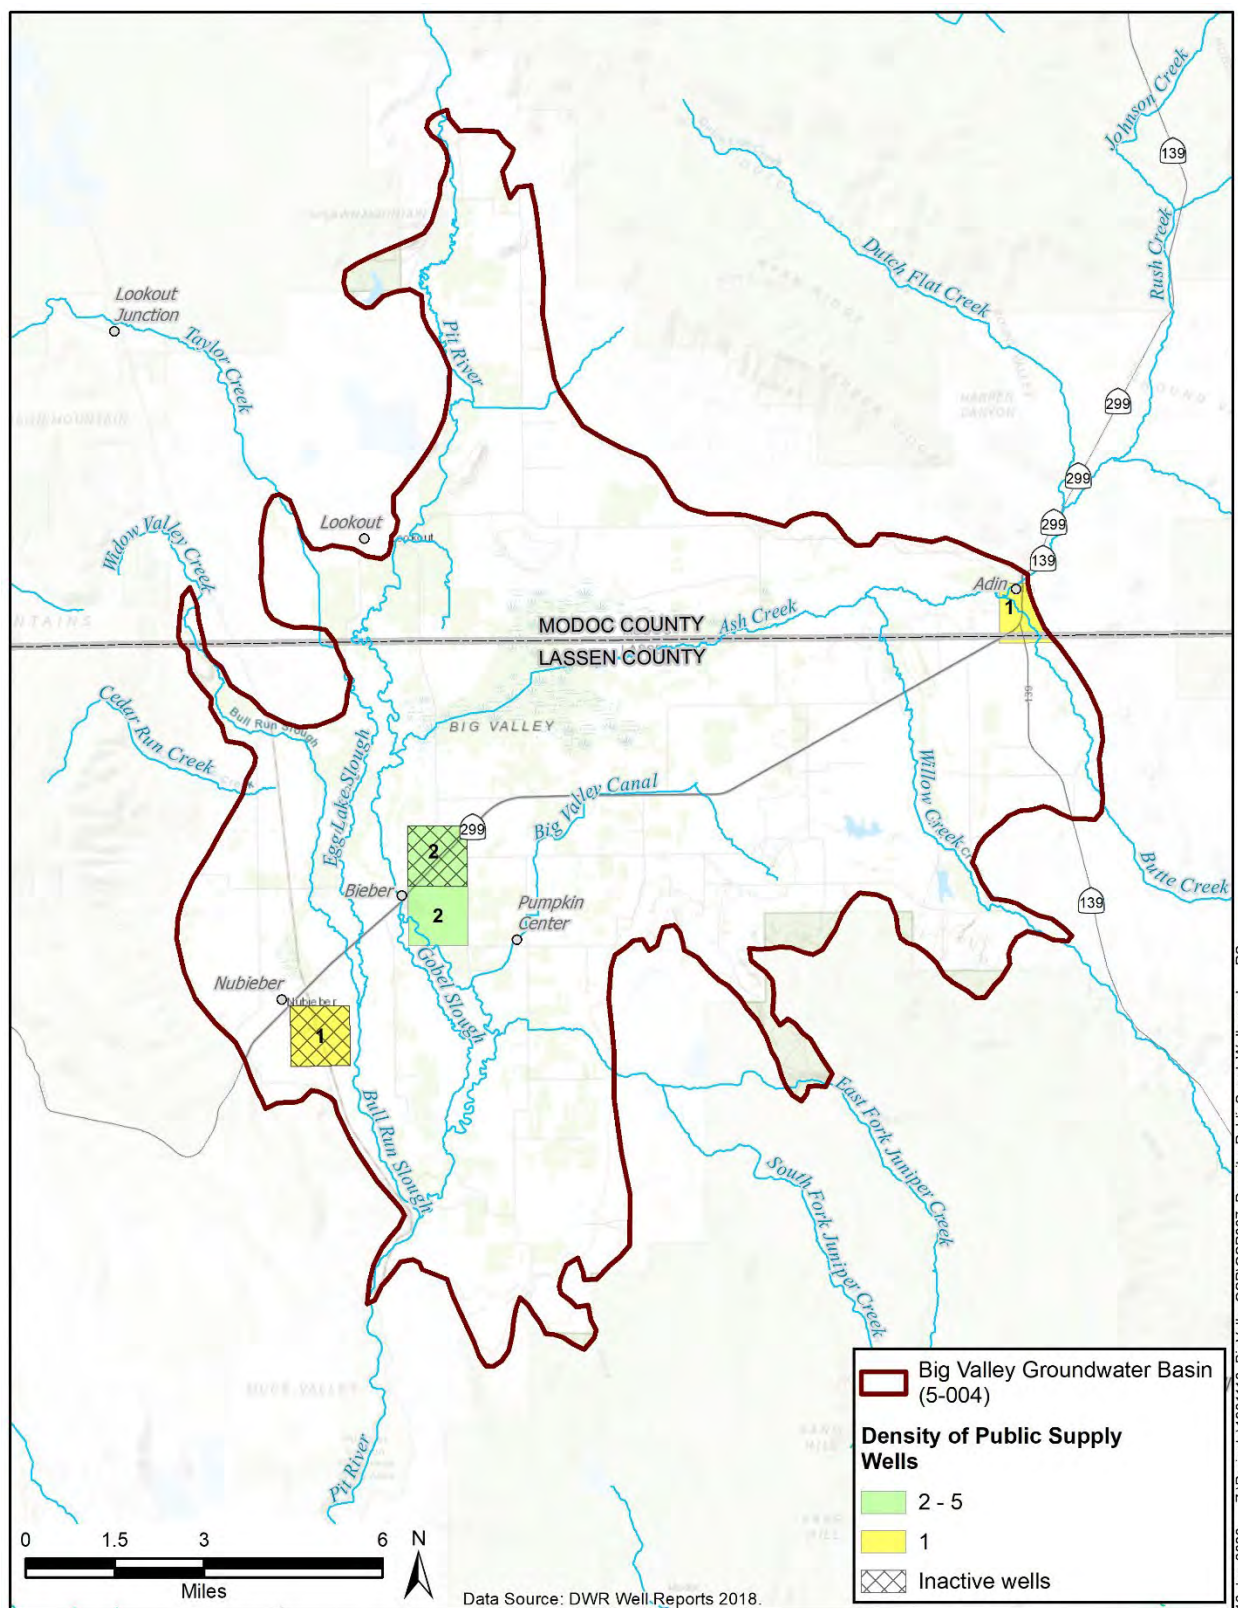 Johnson Creek
139
Dutch Flat Creek
Rush Creek
Lookout
Junction
Taylor Creek
Pit River
299
299
Lookout
Widow Valley Creek
299
139
Adin
1
MODOC COUNTY
Ash Creek
LASSEN COUNTY
139
BIG VALLEY
Bull Run Slough
Cedar Run Creek
Egg Lake Slough
Big Valley Canal
Willow Creek
299
2
Bieber
2
Pumpkin
Center
Butte Creek
139
Gobel Slough
Nubieber
Nubieber
1
Bull Run Slough
East Fork Juniper Creek
South Fork Juniper Creek
Pit River
Big Valley Groundwater Basin
(5-004)
Density of Public Supply
Wells
2 - 5
1
Inactive wells
0 1.5 3 6
Miles
N
Data Source: DWR Well Reports 2018.